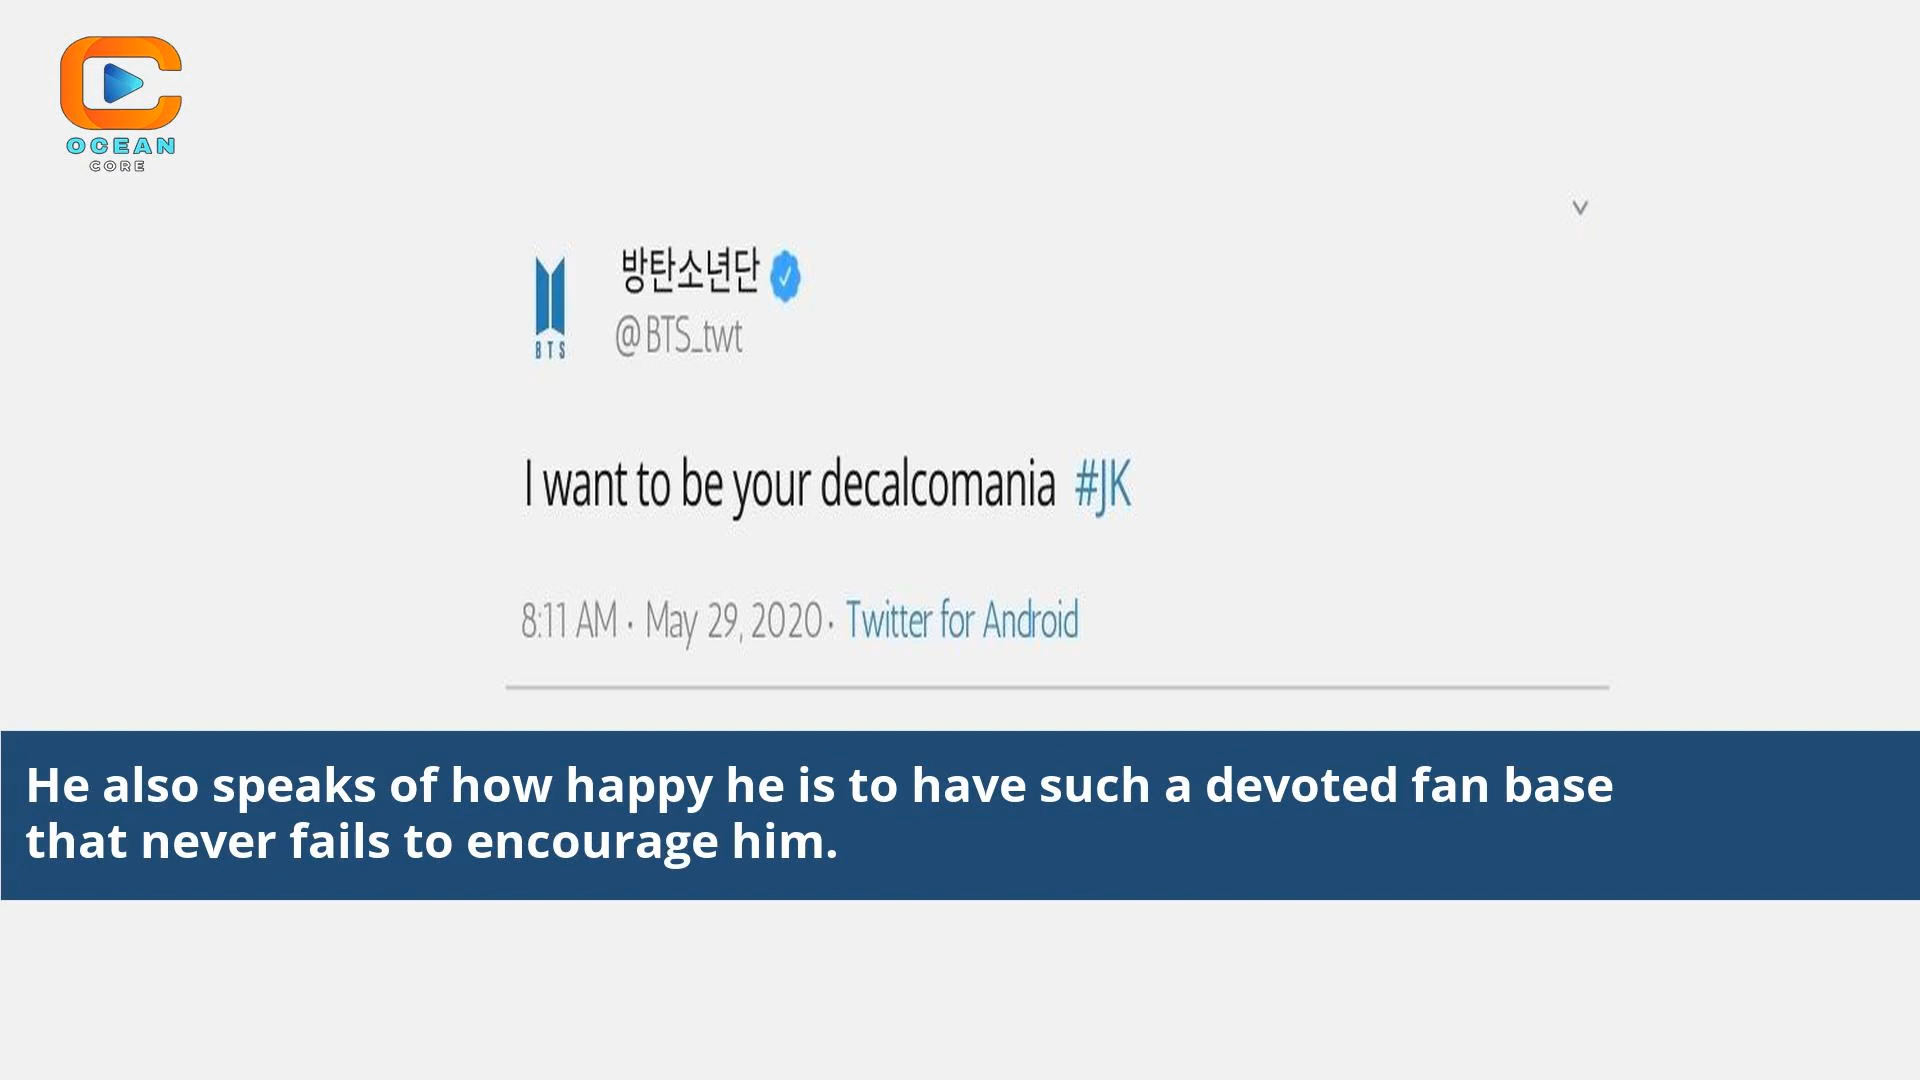 OCEAN
CORE
방탄소년단
@BTS_twt
BTS
I want to be your decalcomania #JK
8:11 AM · May 29, 2020 · Twitter for Android
He also speaks of how happy he is to have such a devoted fan base
that never fails to encourage him.